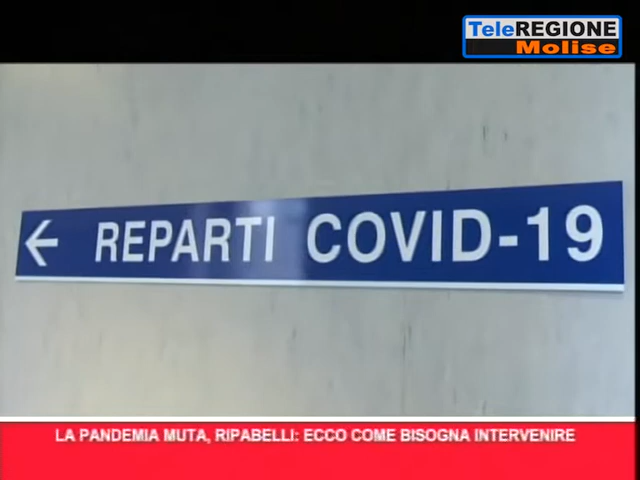 TeleREGIONE
Molise
← REPARTI COVID-19
LA PANDEMIA MUTA, RIPABELLI: ECCO COME BISOGNA INTERVENIRE